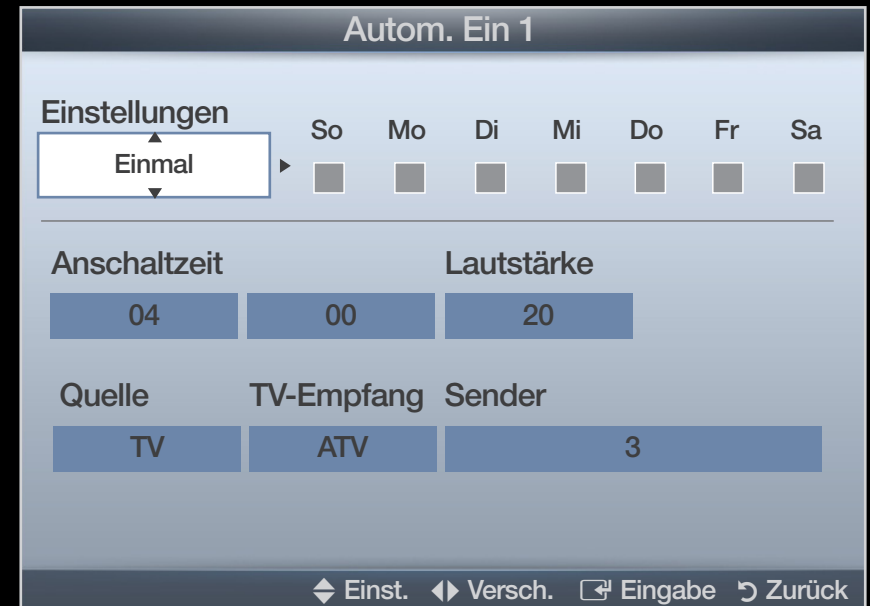 Autom. Ein 1
Einstellungen
So Mo Di Mi Do Fr Sa
Einmal
Anschaltzeit Lautstärke
04 00 20
Quelle TV-Empfang Sender
TV ATV 3
Einst. Versch. Eingabe Zurück